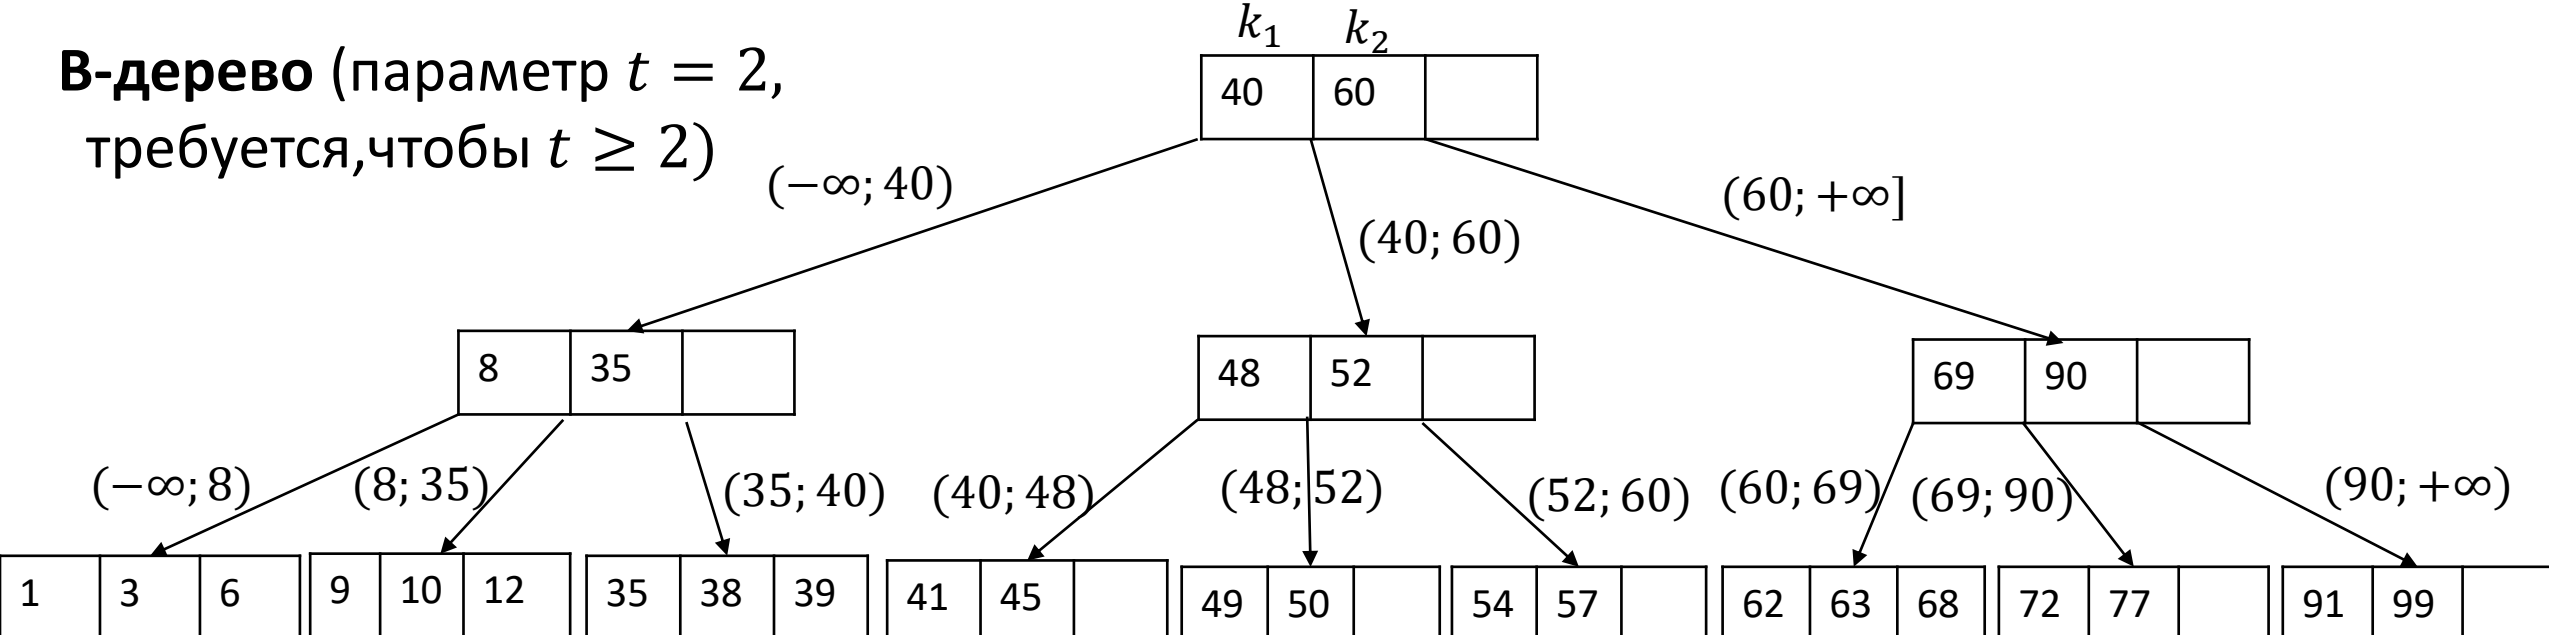 В-дерево (параметр t = 2,
требуется,чтобы t ≥ 2)
k₁ k₂
40 60
(−∞; 40)
(40; 60)
(60; +∞]
8 35
48 52
69 90
(−∞; 8) (8; 35) (35; 40) (40; 48) (48; 52) (52; 60) (60; 69) (69; 90) (90; +∞)
1 3 6
9 10 12
35 38 39
41 45
49 50
54 57
62 63 68
72 77
91 99